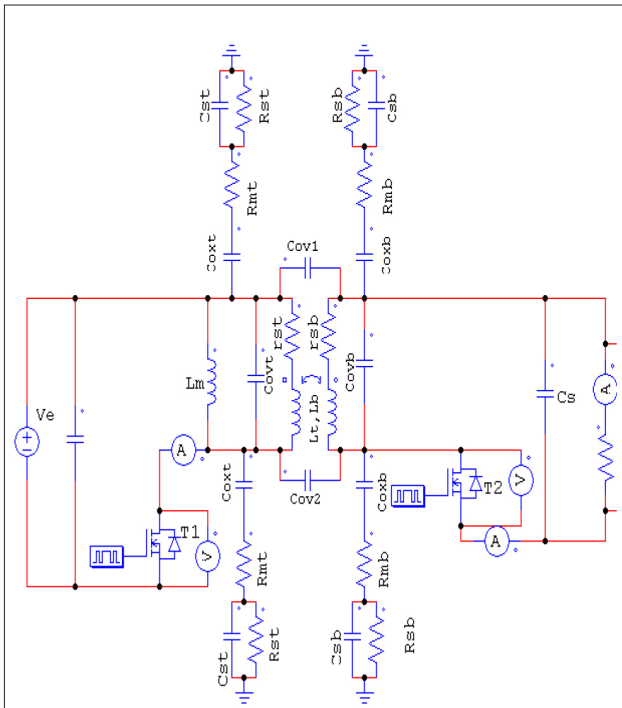 Cst
Rst
Rsb
Csb
Rmt
Rmb
Coxt
Cov1
Coxb
rst
rsb
Lm
Covt
Covb
Lt,Lb
Ve
A
A
Cs
Coxt
Cov2
Coxb
T1
V
T2
V
A
Rmt
Rmb
Cst
Rst
Csb
Rsb